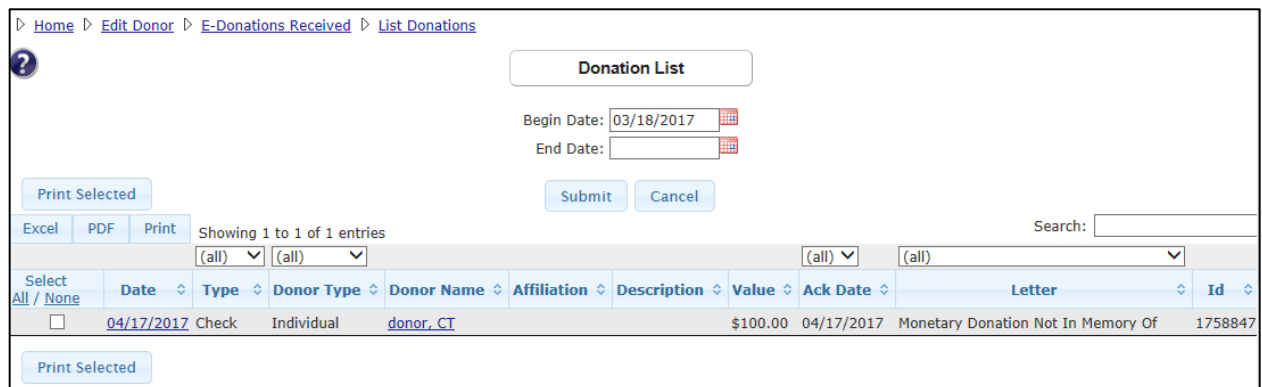 Home Edit Donor E-Donations Received List Donations
?
Donation List
Begin Date: 03/18/2017
End Date:
Print Selected
Submit Cancel
Excel PDF Print Showing 1 to 1 of 1 entries Search:
(all) (all) (all) (all)
Select All / None Date Type Donor Type Donor Name Affiliation Description Value Ack Date Letter Id
04/17/2017 Check Individual donor, CT $100.00 04/17/2017 Monetary Donation Not In Memory Of 1758847
Print Selected